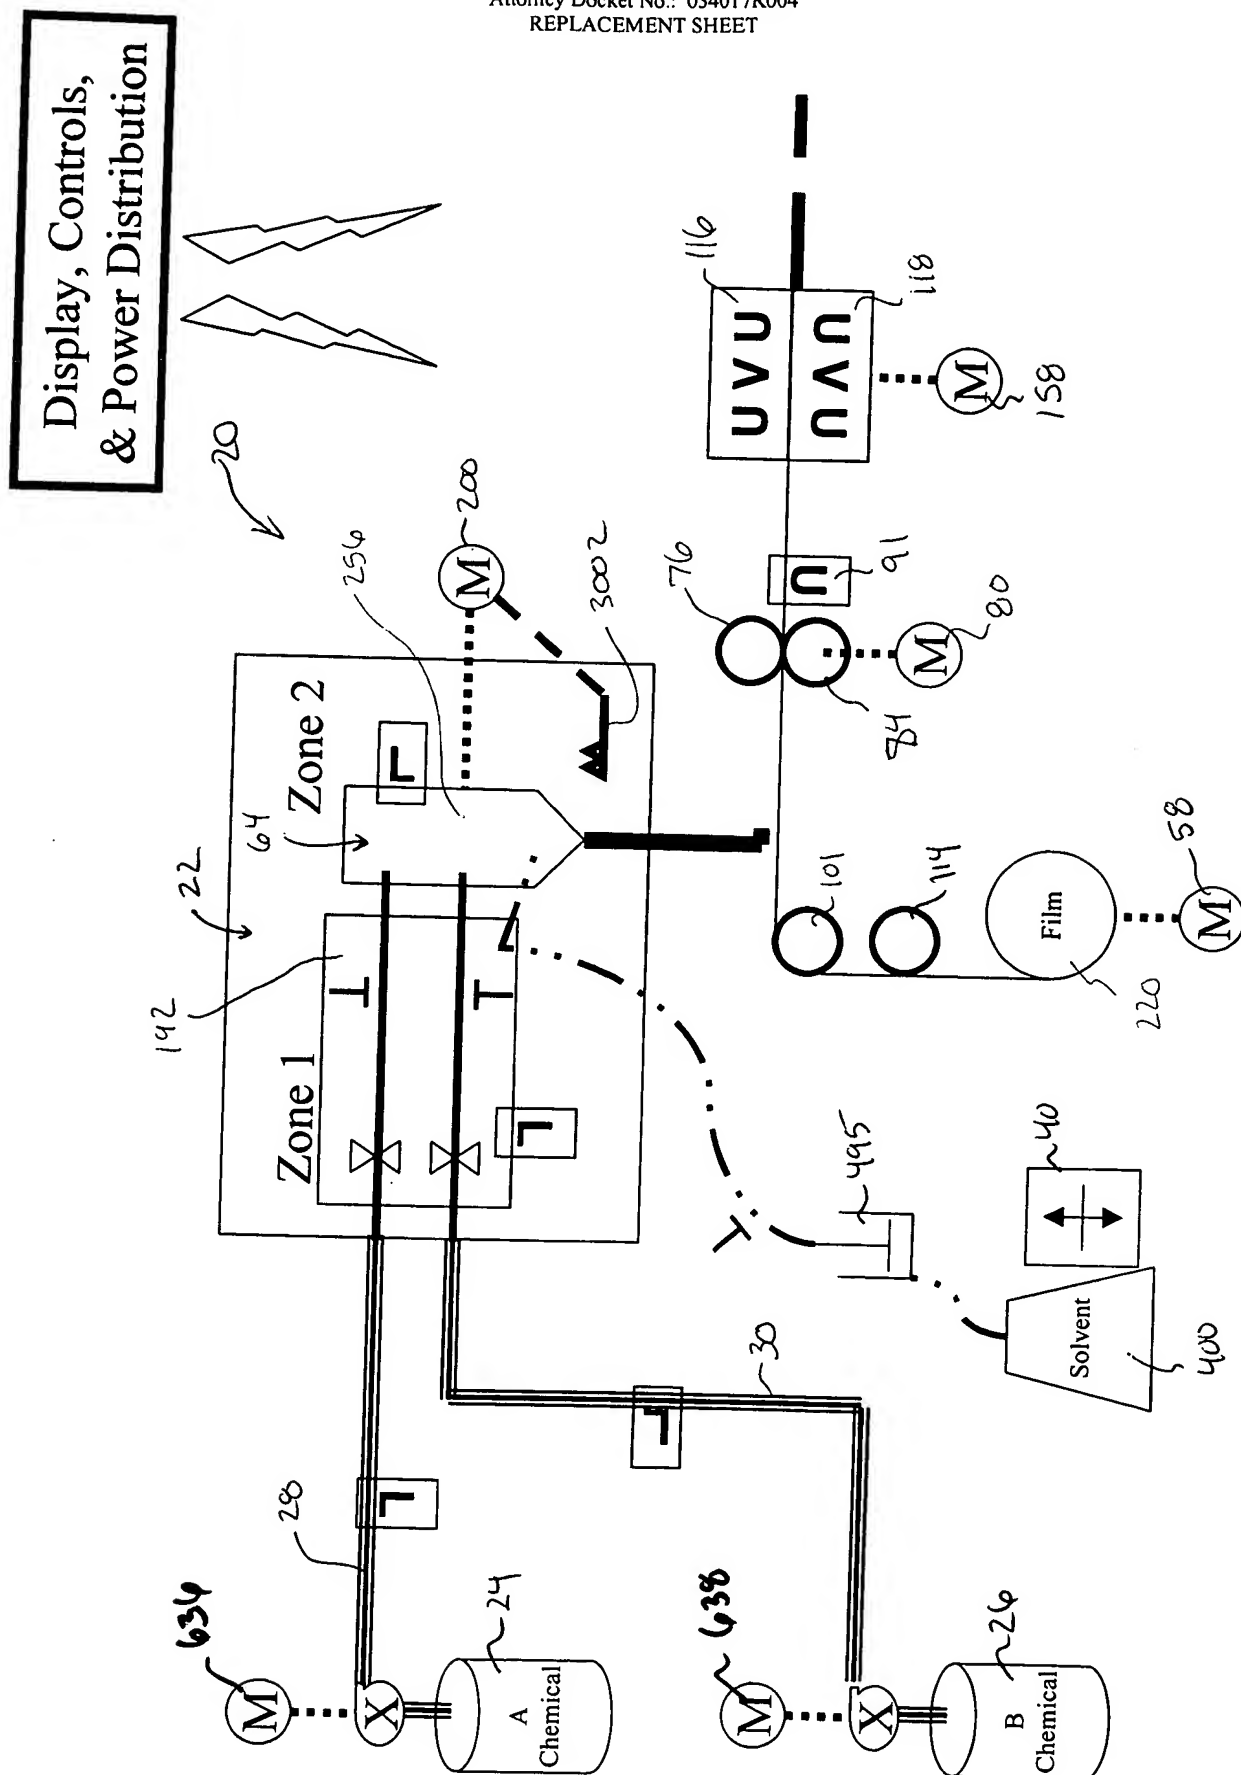 Attorney Docket No.: 034017R004
REPLACEMENT SHEET
Display, Controls,
& Power Distribution
20
22
192
64
256
200
3002
Zone 1
Zone 2
T
T
L
L
M
116
UVU
UVU
118
M
158
76
U
91
84
M
80
101
114
Film
220
M
58
495
T
40
Solvent
400
30
L
28
L
634
M
X
24
A
Chemical
638
M
X
26
B
Chemical